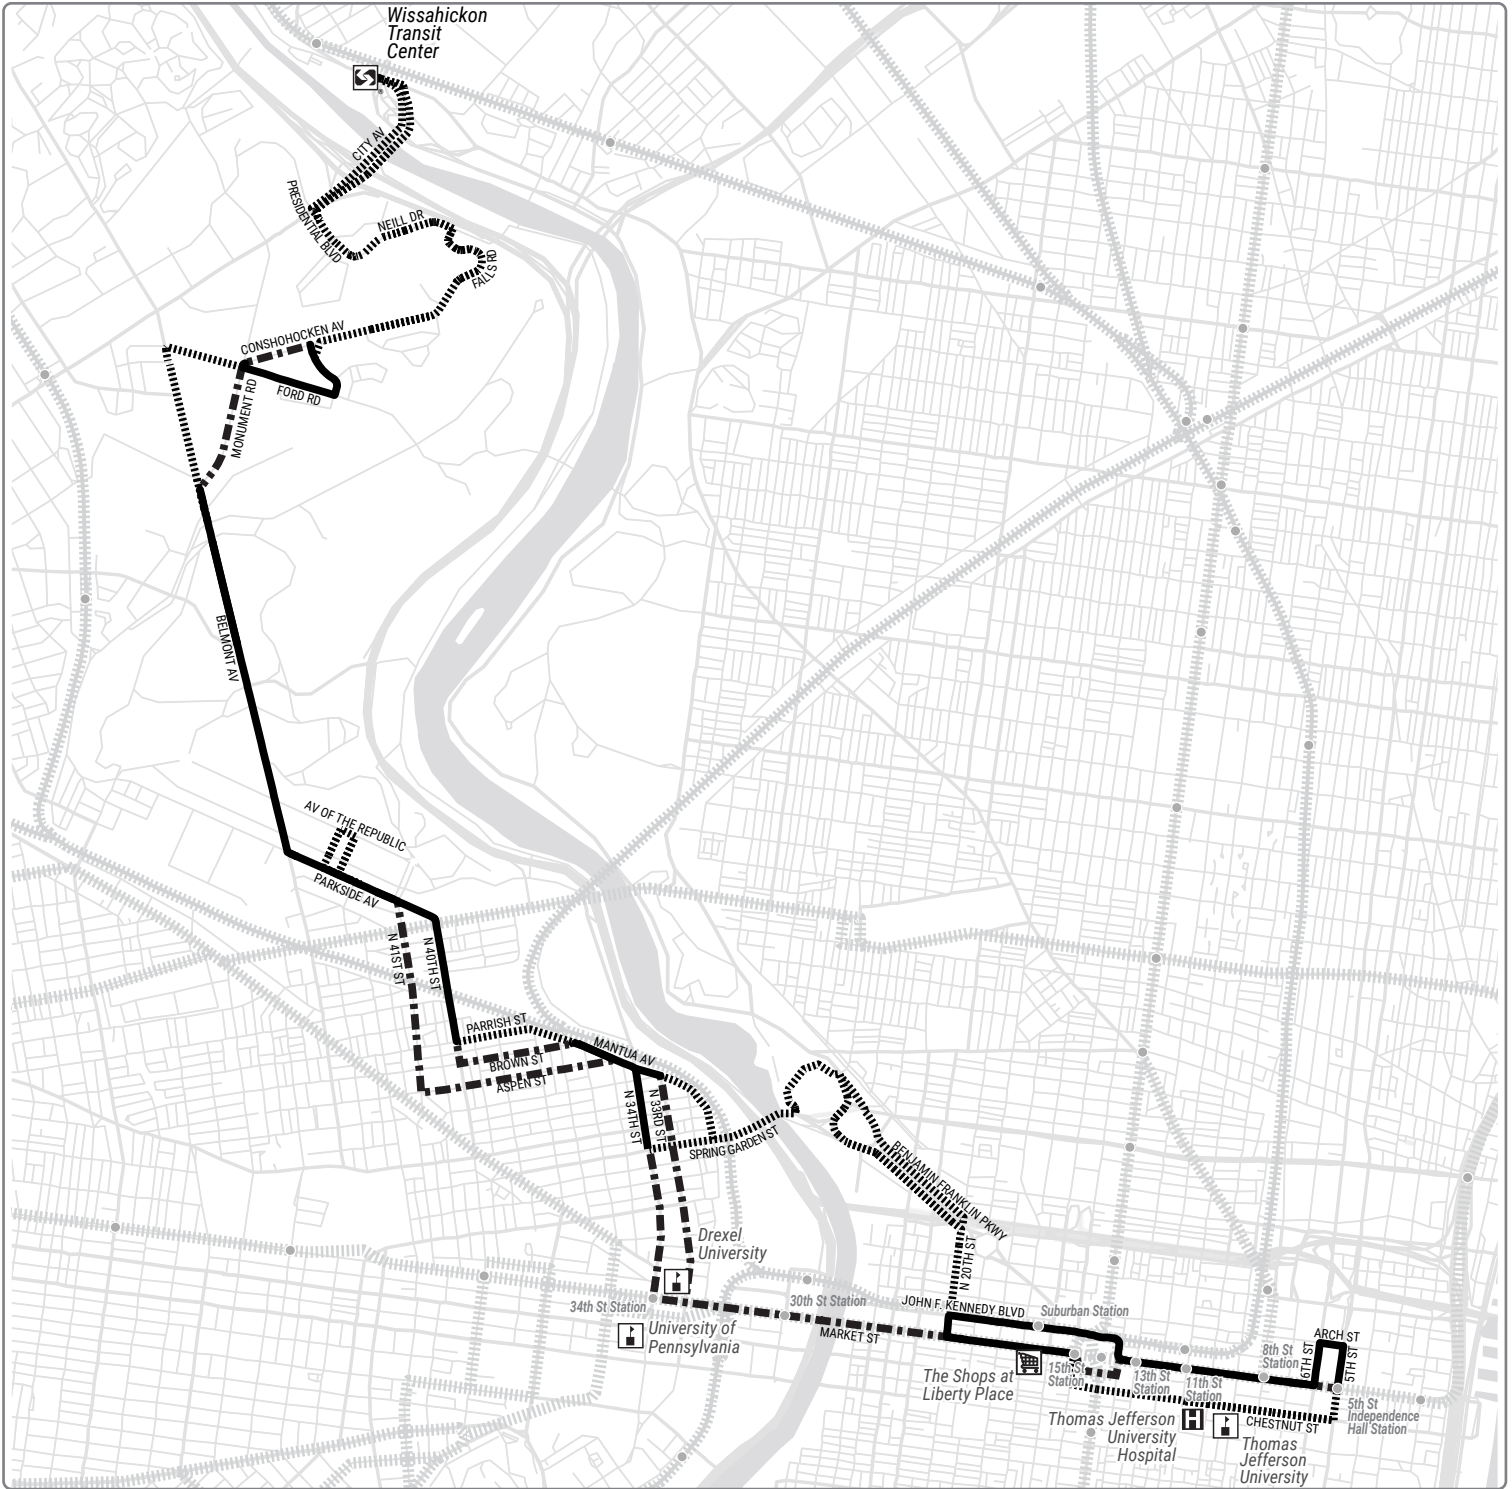 Wissahickon
Transit
Center
CITY AV
PRESIDENTIAL BLVD
NEILL DR
FALLS RD
CONSHOHOCKEN AV
FORD RD
MONUMENT RD
BELMONT AV
AV OF THE REPUBLIC
PARKSIDE AV
N 41ST ST
N 40TH ST
PARRISH ST
MANTUA AV
BROWN ST
ASPEN ST
N 34TH ST
N 33RD ST
SPRING GARDEN ST
BENJAMIN FRANKLIN PKWY
N 20TH ST
Drexel
University
34th St Station
30th St Station
University of
Pennsylvania
MARKET ST
JOHN F. KENNEDY BLVD
Suburban Station
The Shops at
Liberty Place
15th St
Station
13th St
Station
11th St
Station
8th St
Station
ARCH ST
6TH ST
5TH ST
5th St
Independence
Hall Station
CHESTNUT ST
Thomas Jefferson
University
Hospital
H
Thomas
Jefferson
University